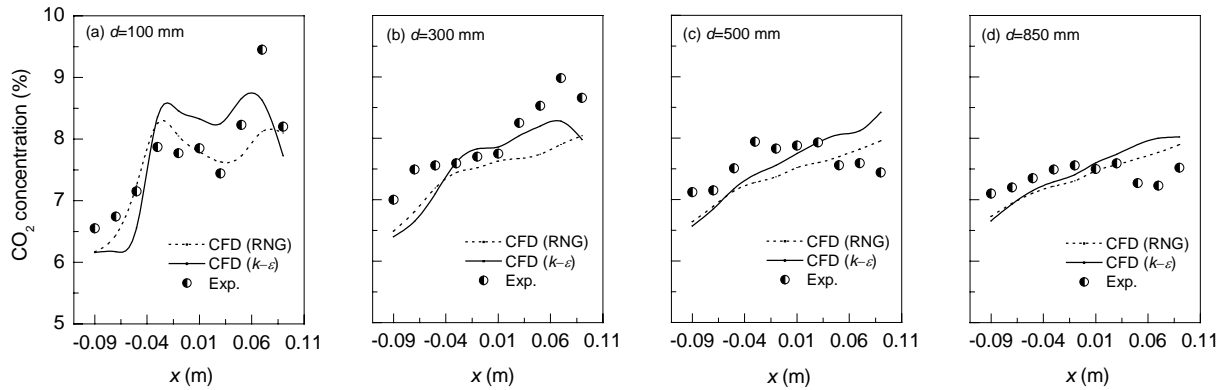 (a) d=100 mm
(b) d=300 mm
(c) d=500 mm
(d) d=850 mm
CO2 concentration (%)
10
9
8
7
6
5
CFD (RNG)
CFD (k−ε)
Exp.
CFD (RNG)
CFD (k−ε)
Exp.
CFD (RNG)
CFD (k−ε)
Exp.
CFD (RNG)
CFD (k−ε)
Exp.
-0.09 -0.04 0.01 0.06 0.11
-0.09 -0.04 0.01 0.06 0.11
-0.09 -0.04 0.01 0.06 0.11
-0.09 -0.04 0.01 0.06 0.11
x (m)
x (m)
x (m)
x (m)